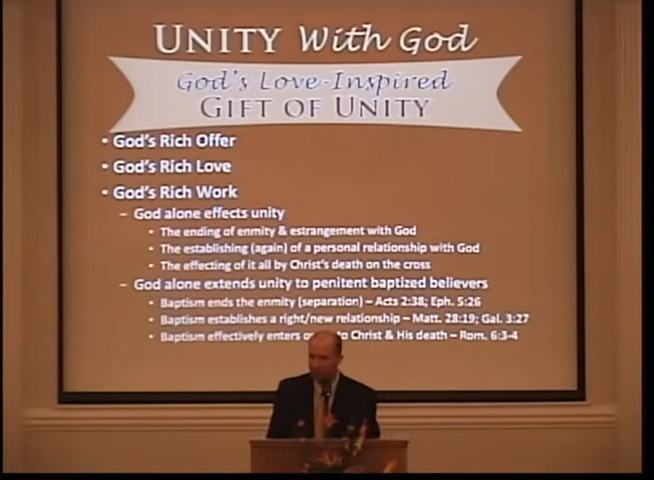 UNITY With God
God's Love-Inspired
GIFT OF UNITY
• God's Rich Offer
• God's Rich Love
• God's Rich Work
– God alone effects unity
• The ending of enmity & estrangement with God
• The establishing (again) of a personal relationship with God
• The effecting of it all by Christ's death on the cross
– God alone extends unity to penitent baptized believers
• Baptism ends the enmity (separation) – Acts 2:38; Eph. 5:26
• Baptism establishes a right/new relationship – Matt. 28:19; Gal. 3:27
• Baptism effectively enters to Christ & His death – Rom. 6:3-4